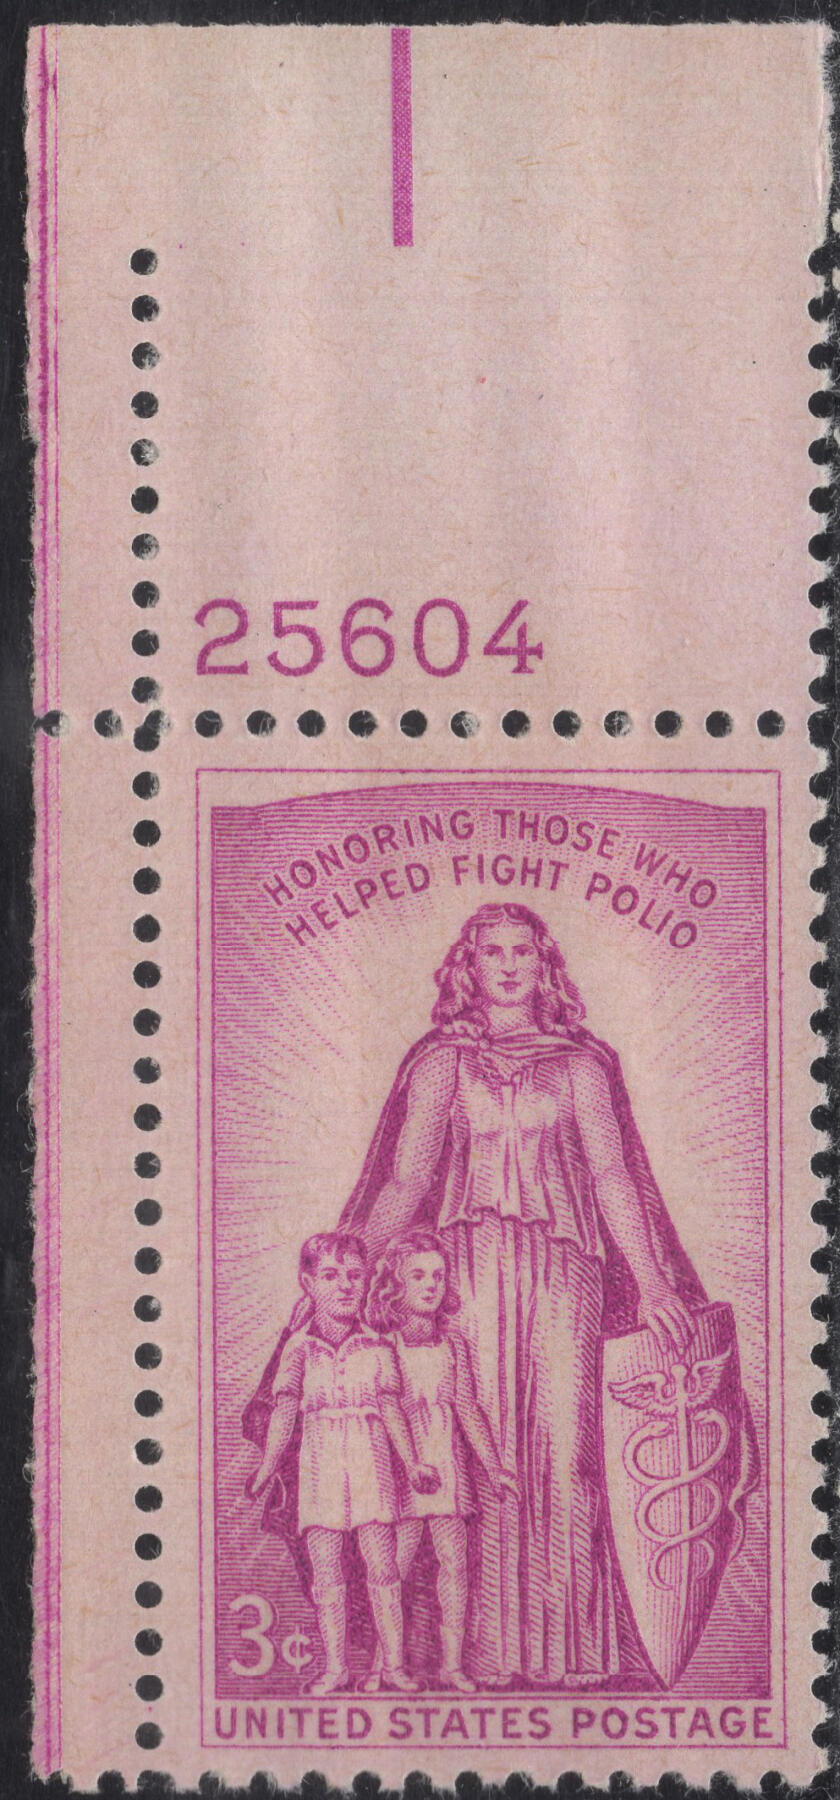 25604
HONORING THOSE WHO
HELPED FIGHT POLIO
3¢
UNITED STATES POSTAGE